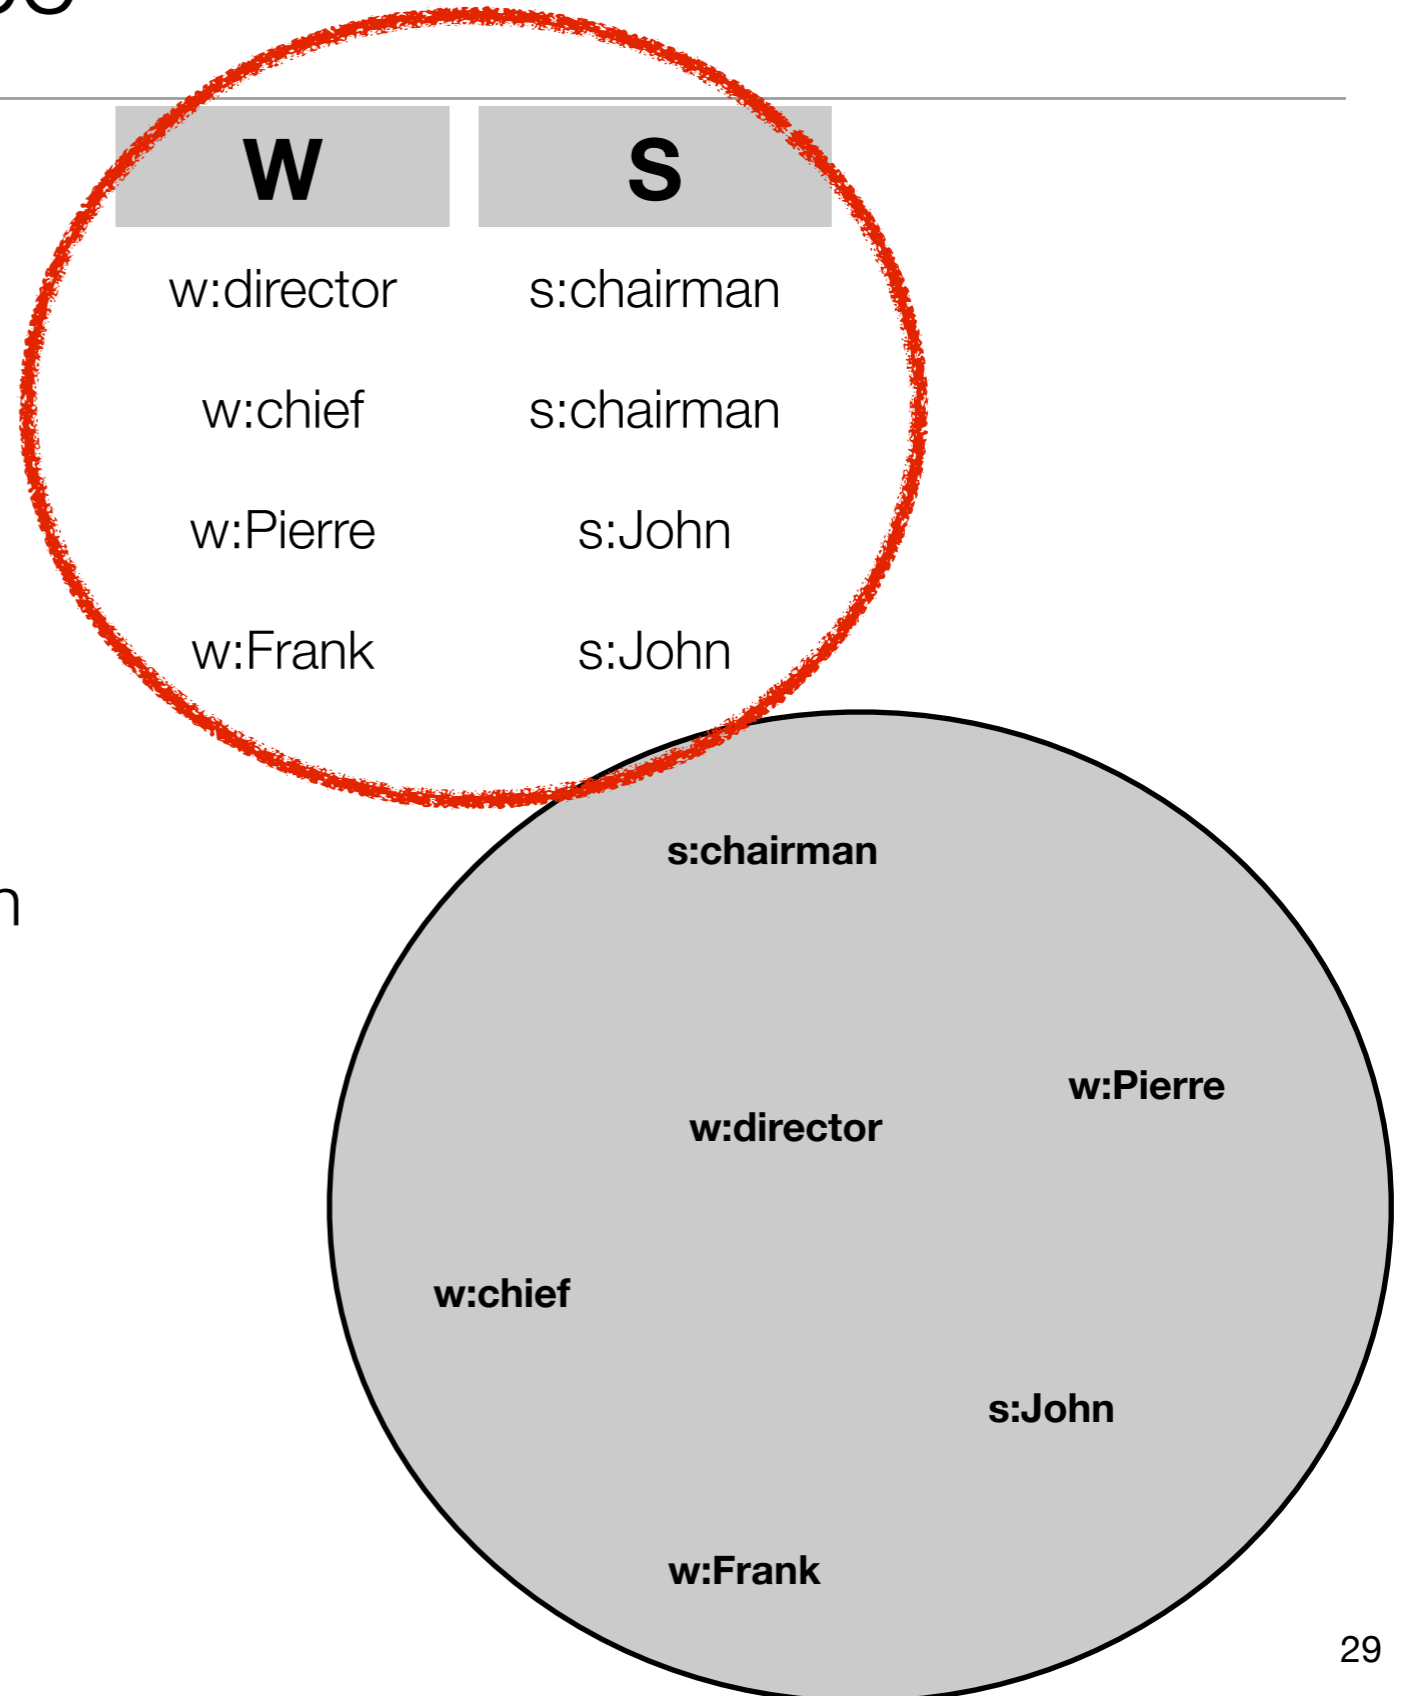 W S
w:director s:chairman
w:chief s:chairman
w:Pierre s:John
w:Frank s:John
s:chairman
n
w:Pierre
w:director
w:chief
s:John
w:Frank
29